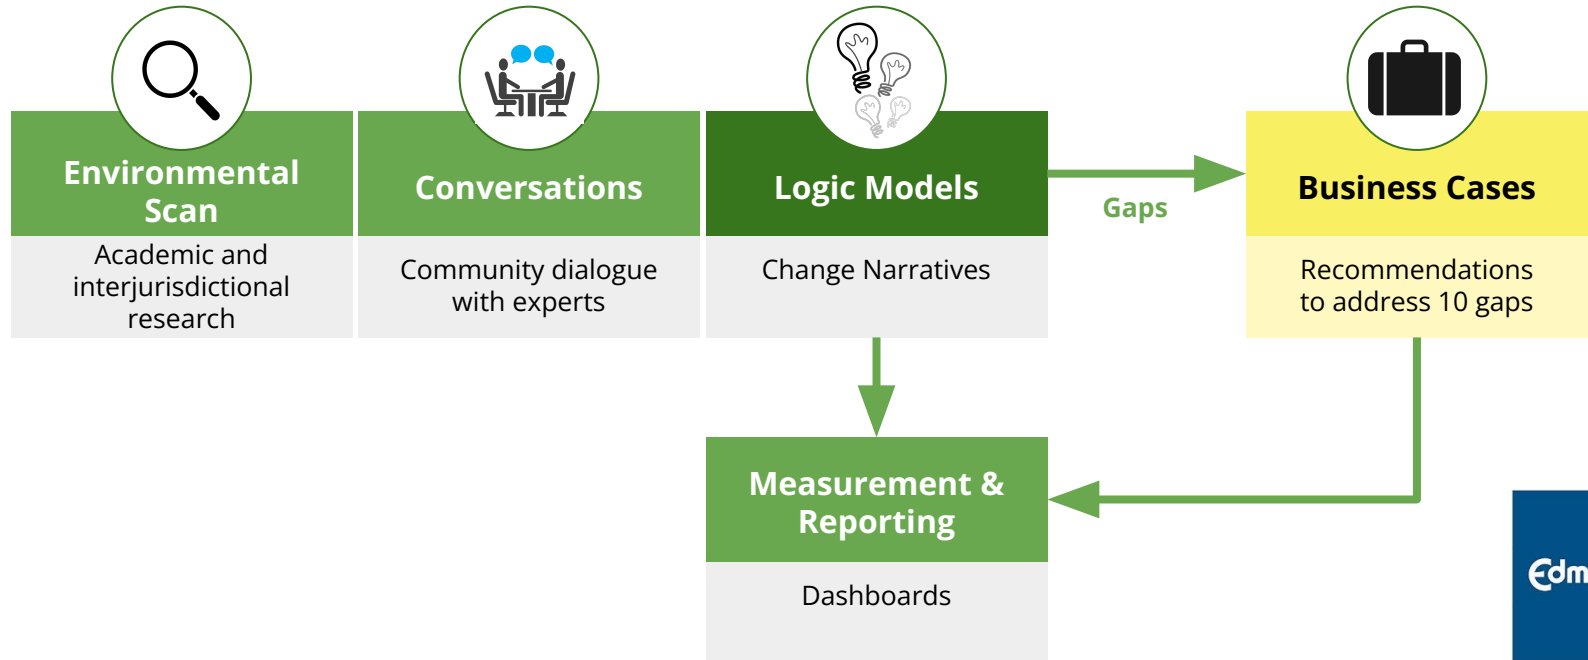 Environmental
Scan
Academic and
interjurisdictional
research
Conversations
Community dialogue
with experts
Logic Models
Change Narratives
Gaps
Business Cases
Recommendations
to address 10 gaps
Measurement &
Reporting
Dashboards
Edm